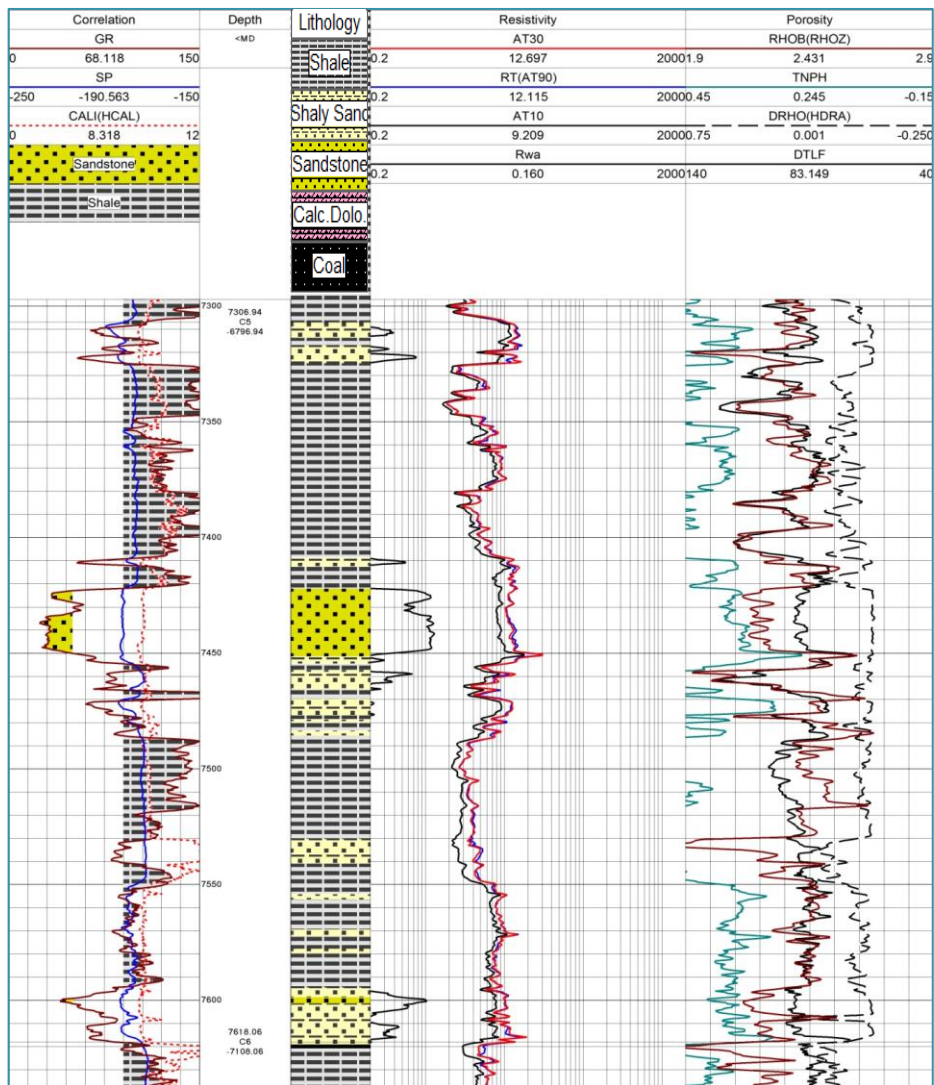 Correlation Depth Lithology Resistivity Porosity
GR <MD AT30 RHOB(RHOZ)
0 68.118 150 Shale 0.2 12.697 2000 1.9 2.431 2.9
SP RT(AT90) TNPH
-250 -190.563 -150 0.2 12.115 2000 0.45 0.245 -0.15
CALI(HCAL) Shaly Sand AT10 DRHO(HDRA)
0 8.318 12 0.2 9.209 2000 0.75 0.001 -0.250
Sandstone Sandstone Rwa DTLF
0.2 0.160 2000 140 83.149 40
Shale Calc.Dolo.
Coal
7300
7306.94
C5
-6796.94
7350
7400
7450
7500
7550
7600
7618.06
C6
-7108.06